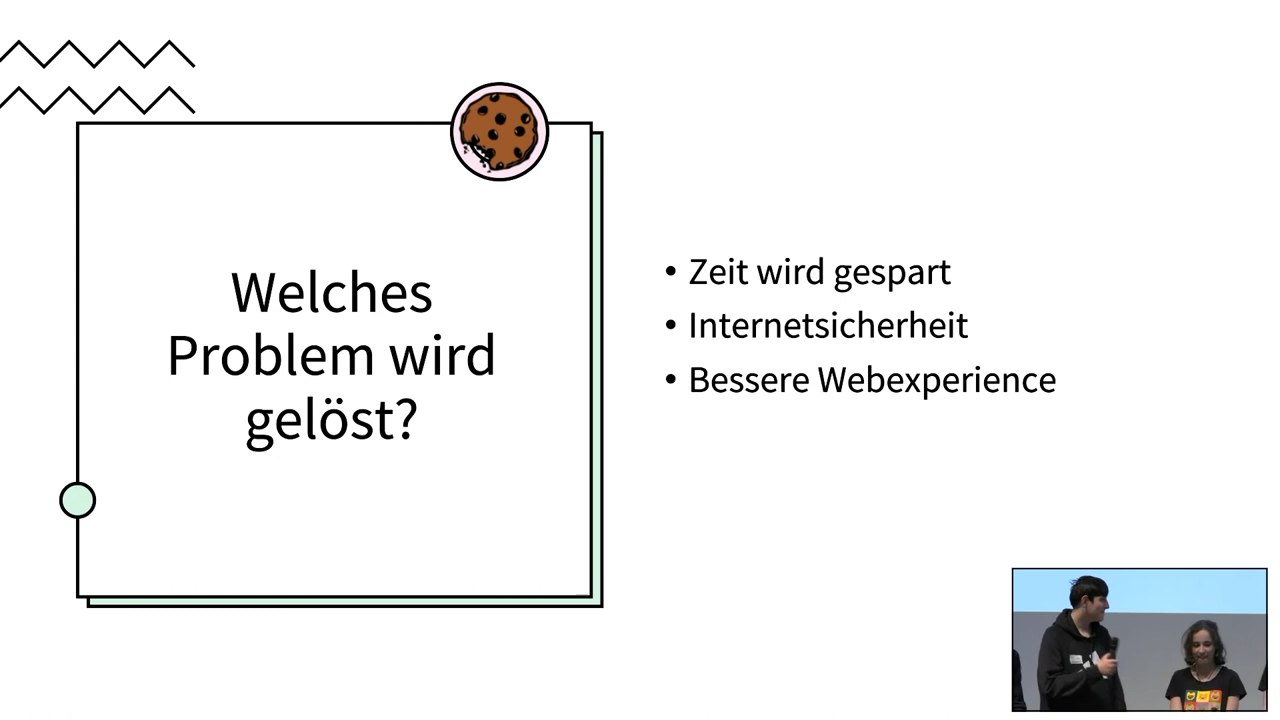 Welches
Problem wird
gelöst?
• Zeit wird gespart
• Internetsicherheit
• Bessere Webexperience